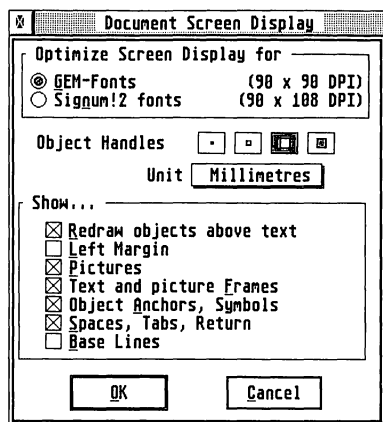 Document Screen Display
Optimize Screen Display for
GEM-Fonts (90 x 90 DPI)
Signum!2 fonts (90 x 108 DPI)
Object Handles
Unit Millimetres
Show...
Redraw objects above text
Left Margin
Pictures
Text and picture Frames
Object Anchors, Symbols
Spaces, Tabs, Return
Base Lines
OK Cancel